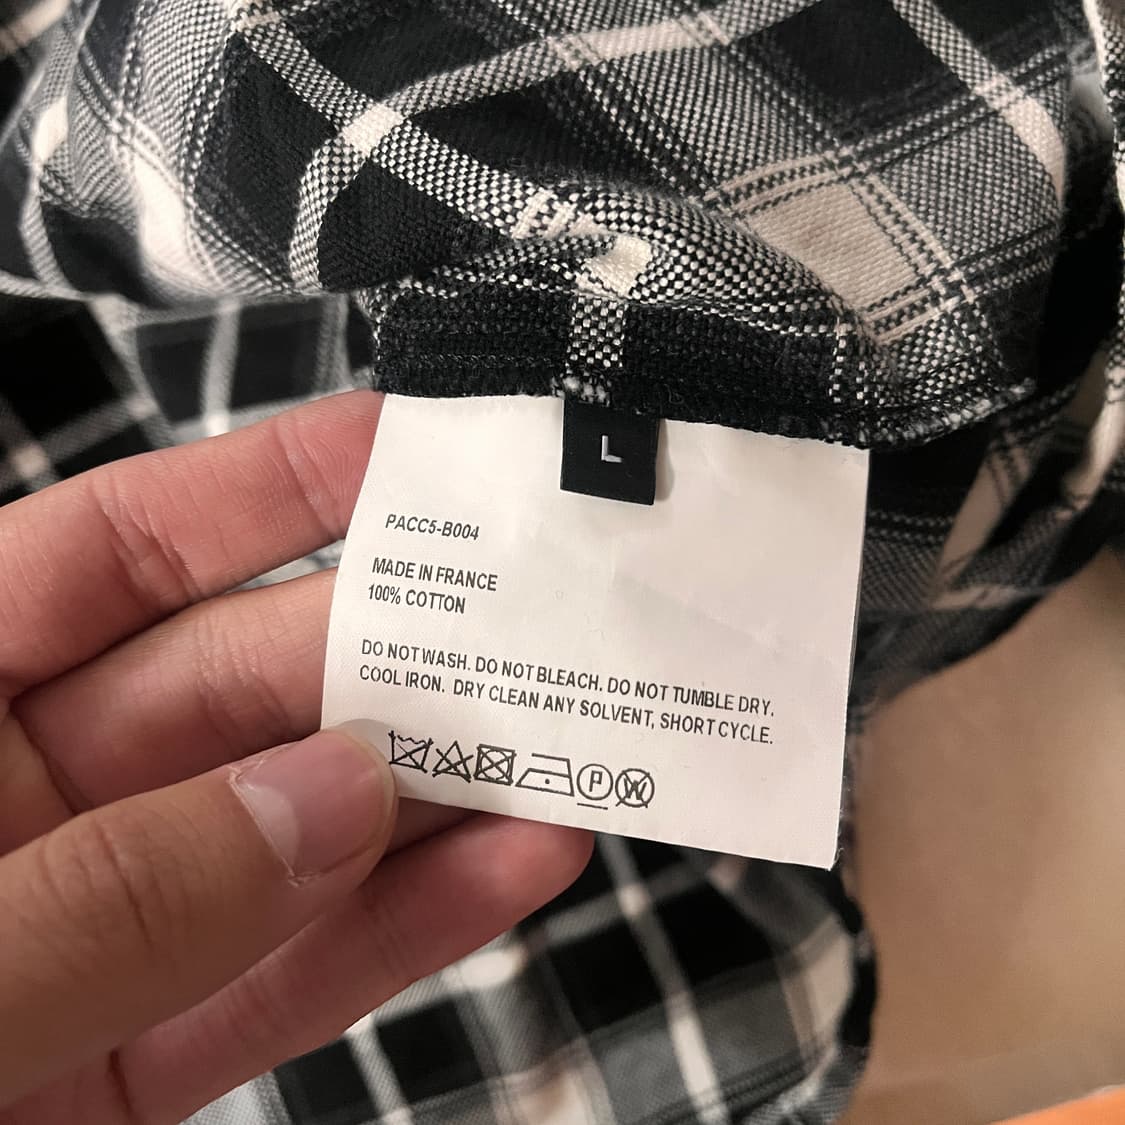 L
PACC5-B004
MADE IN FRANCE
100% COTTON
DO NOT WASH. DO NOT BLEACH. DO NOT TUMBLE DRY.
COOL IRON. DRY CLEAN ANY SOLVENT, SHORT CYCLE.
P W